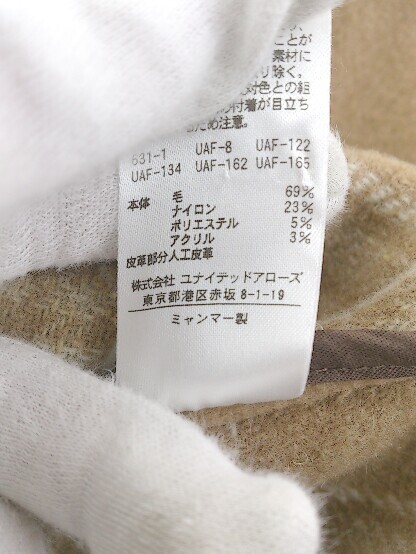 ことが
素材に
り除く。
対色との組
の付着が目立ち
ため注意。
631-1 UAF-8 UAF-122
UAF-134 UAF-162 UAF-165
本体 毛 69%
ナイロン 23%
ポリエステル 5%
アクリル 3%
皮革部分人工皮革
株式会社 ユナイテッドアローズ
東京都港区赤坂 8-1-19
ミャンマー製